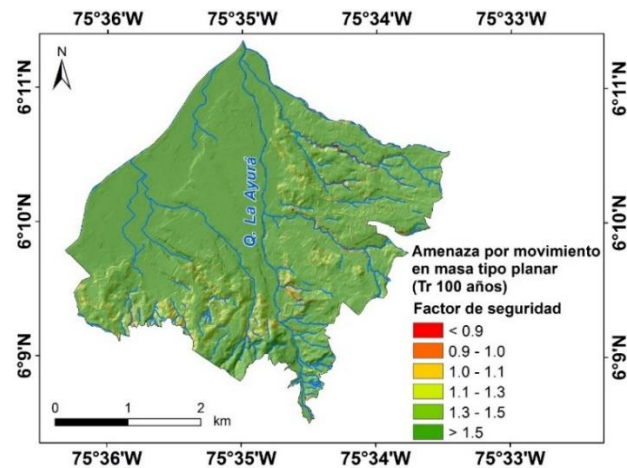 75°36'W 75°35'W 75°34'W 75°33'W
N
6°11'N 6°11'N
Q. La Ayurá
6°10'N 6°10'N
Amenaza por movimiento
en masa tipo planar
(Tr 100 años)
Factor de seguridad
< 0.9
0.9 - 1.0
1.0 - 1.1
1.1 - 1.3
1.3 - 1.5
> 1.5
6°9'N 6°9'N
0 1 2
km
75°36'W 75°35'W 75°34'W 75°33'W